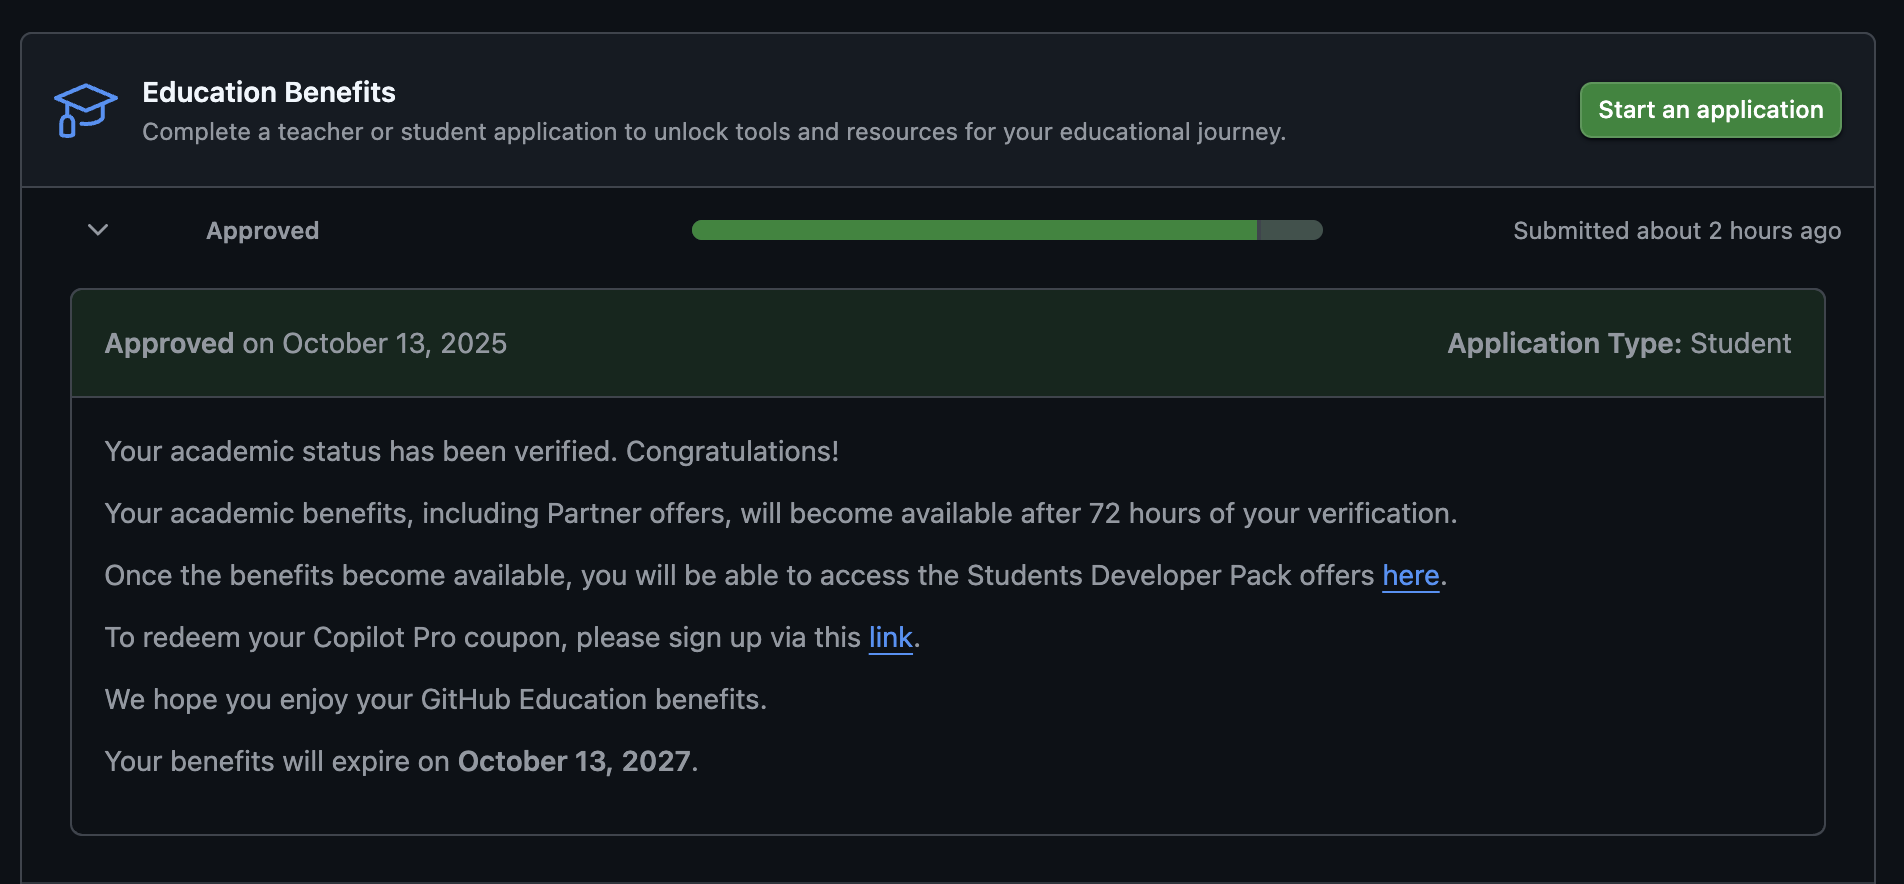 Education Benefits
Complete a teacher or student application to unlock tools and resources for your educational journey.
Start an application
Approved
Submitted about 2 hours ago
Approved on October 13, 2025
Application Type: Student
Your academic status has been verified. Congratulations!
Your academic benefits, including Partner offers, will become available after 72 hours of your verification.
Once the benefits become available, you will be able to access the Students Developer Pack offers here.
To redeem your Copilot Pro coupon, please sign up via this link.
We hope you enjoy your GitHub Education benefits.
Your benefits will expire on October 13, 2027.